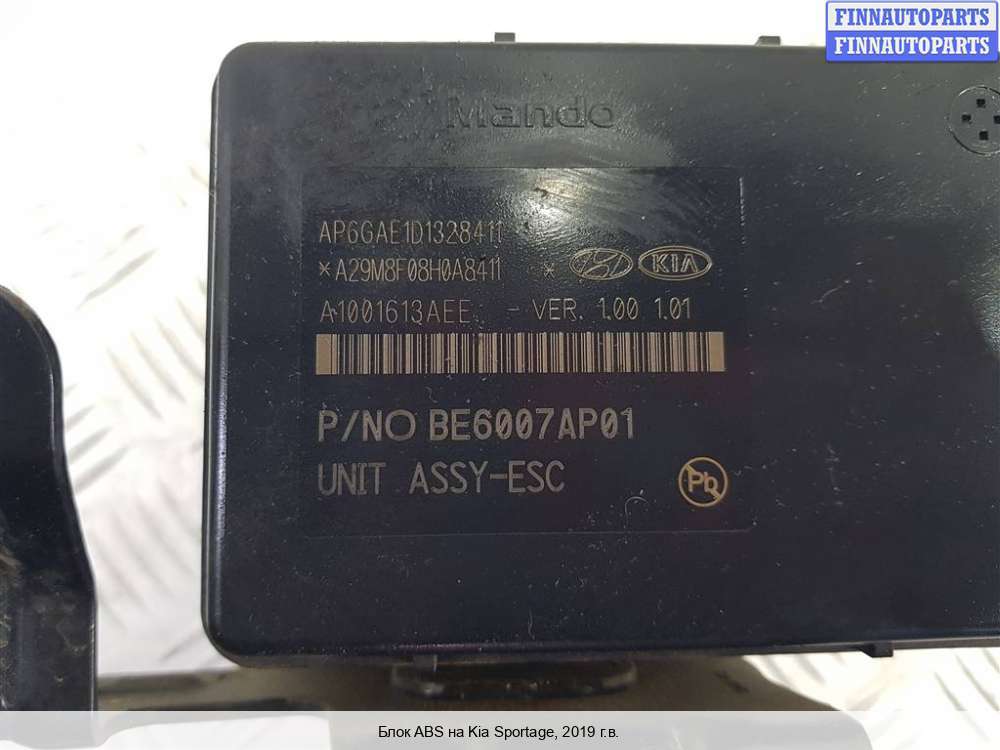 FINNAUTOPARTS
FINNAUTOPARTS
Mando
AP6GAE1D13284111
*A29M8F08H0A8411 * KIA
A1001613AEE - VER. 1.00 1.01
P/NO BE6007AP01
UNIT ASSY-ESC
Pb
Блок ABS на Kia Sportage, 2019 г.в.